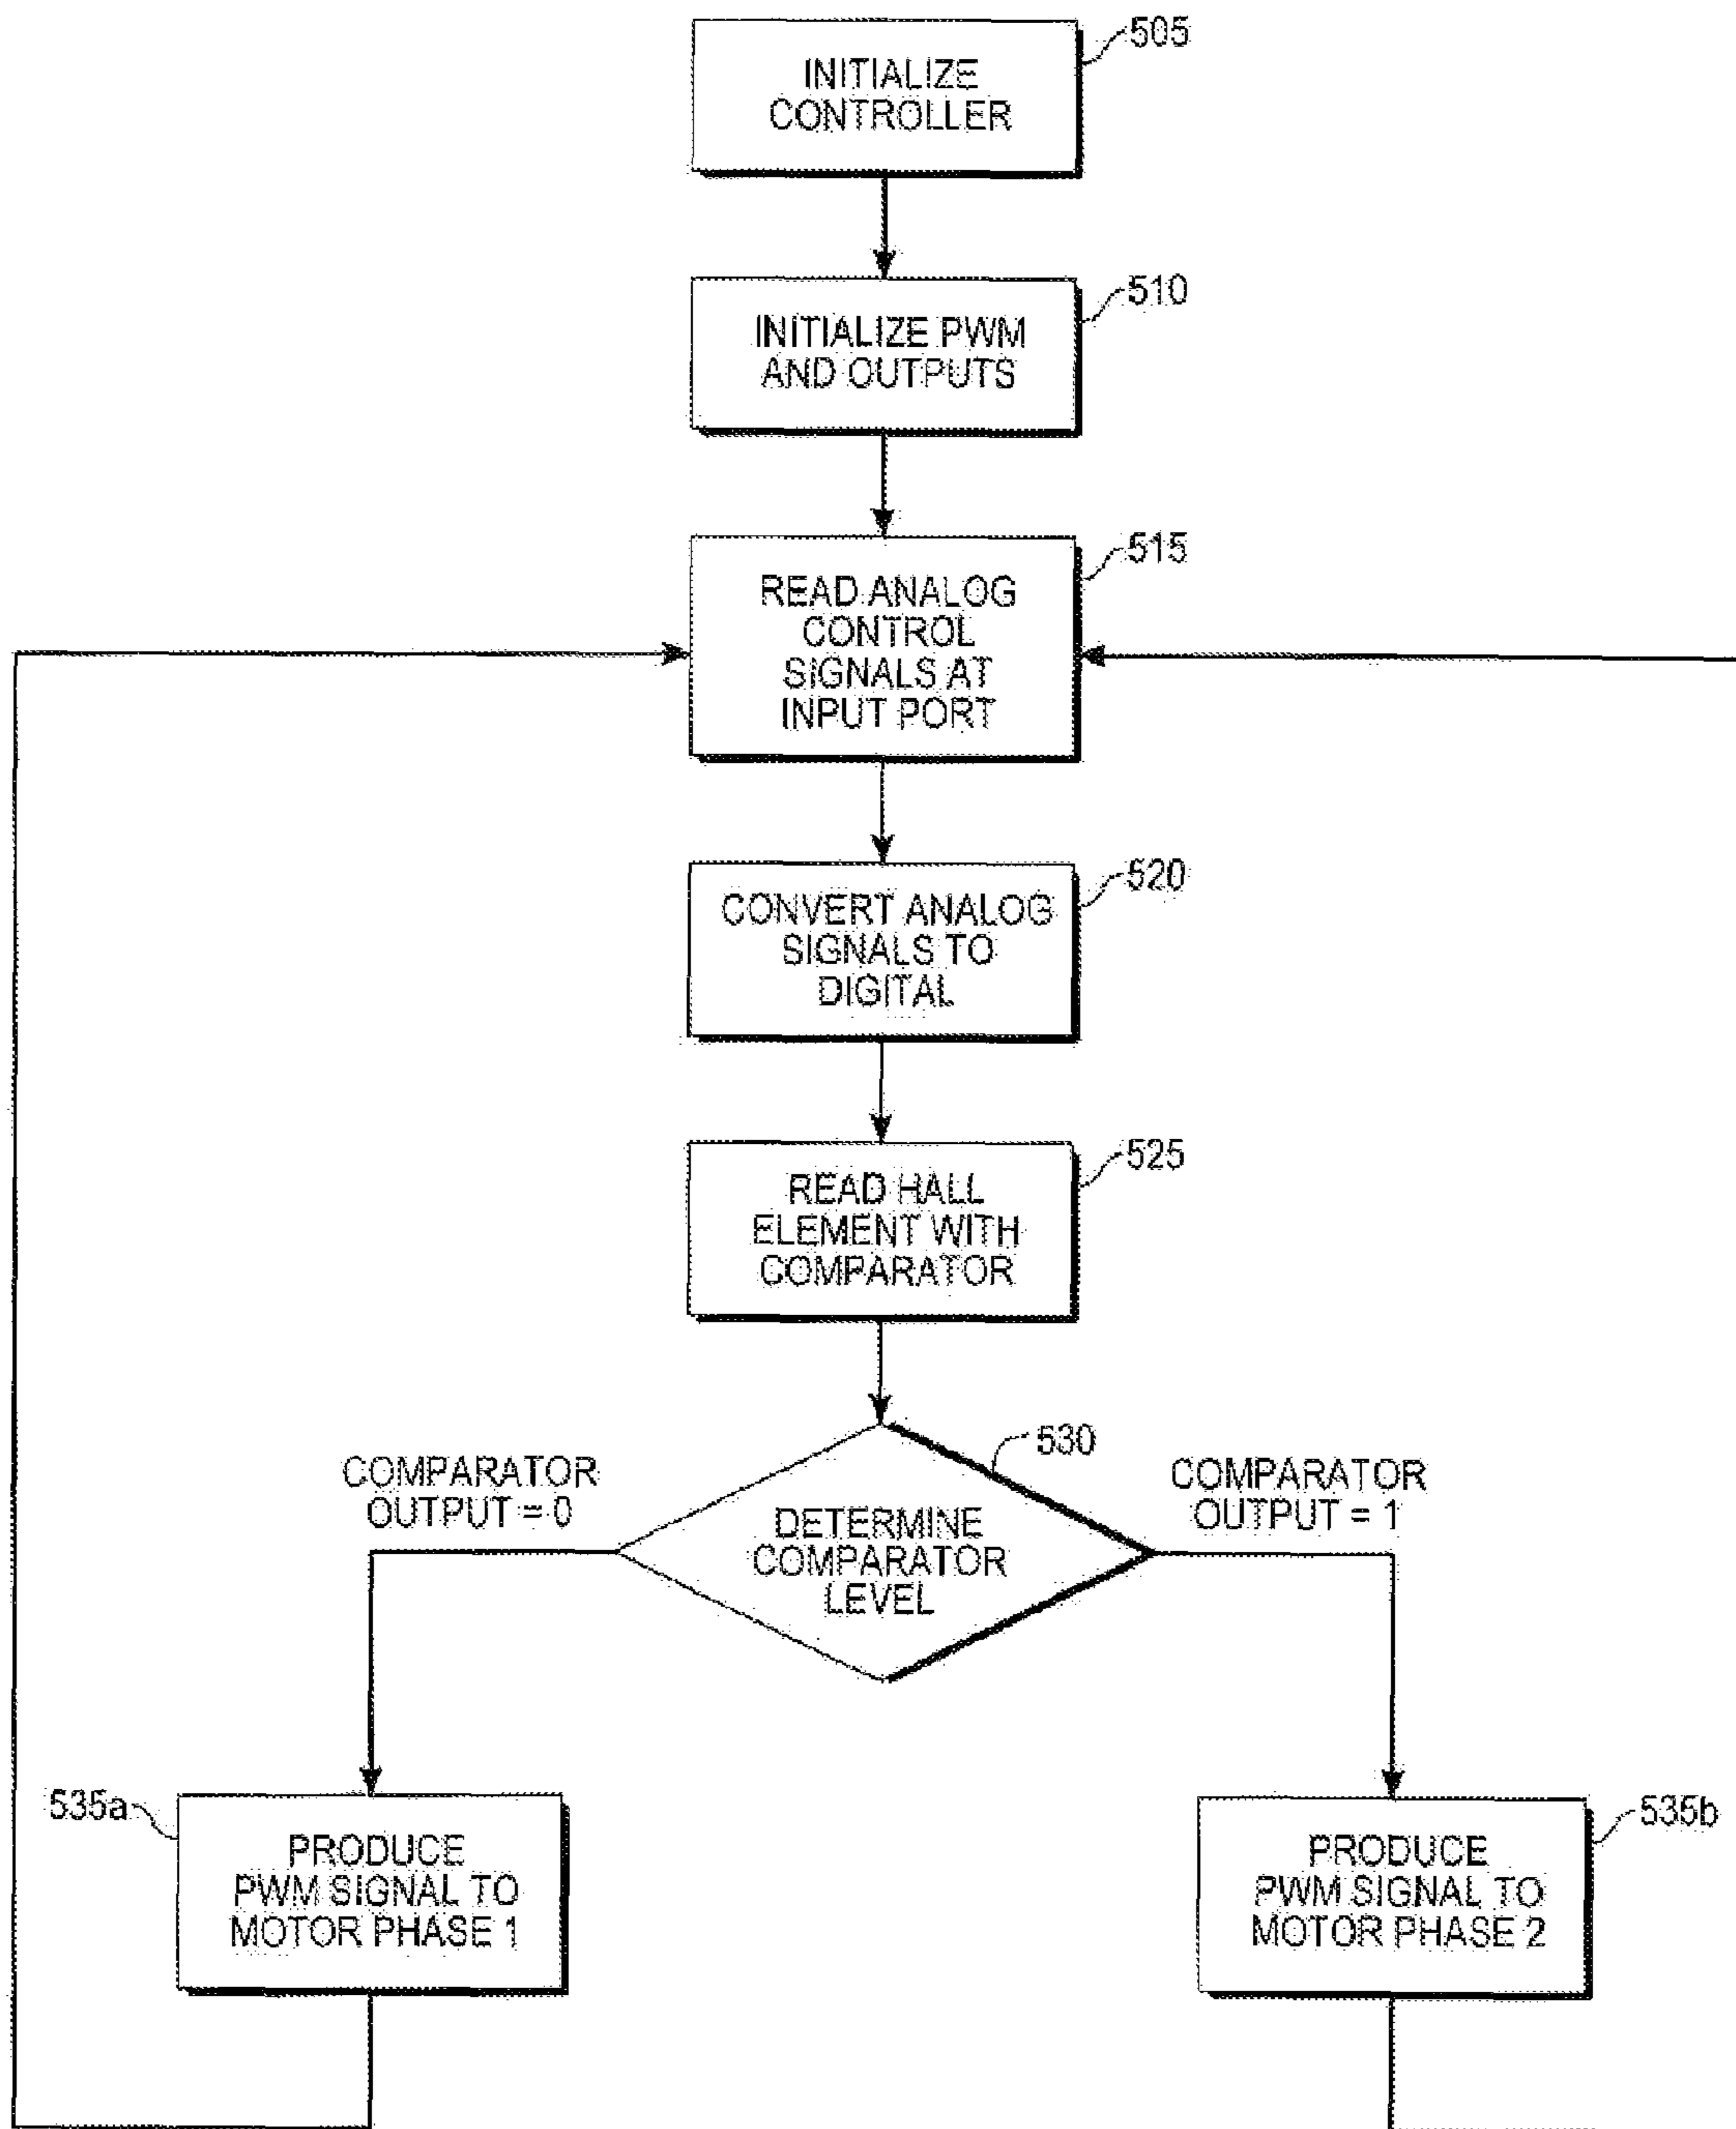 505
INITIALIZE
CONTROLLER
510
INITIALIZE PWM
AND OUTPUTS
515
READ ANALOG
CONTROL
SIGNALS AT
INPUT PORT
520
CONVERT ANALOG
SIGNALS TO
DIGITAL
525
READ HALL
ELEMENT WITH
COMPARATOR
530
COMPARATOR
OUTPUT = 0
DETERMINE
COMPARATOR
LEVEL
COMPARATOR
OUTPUT = 1
535a
PRODUCE
PWM SIGNAL TO
MOTOR PHASE 1
535b
PRODUCE
PWM SIGNAL TO
MOTOR PHASE 2